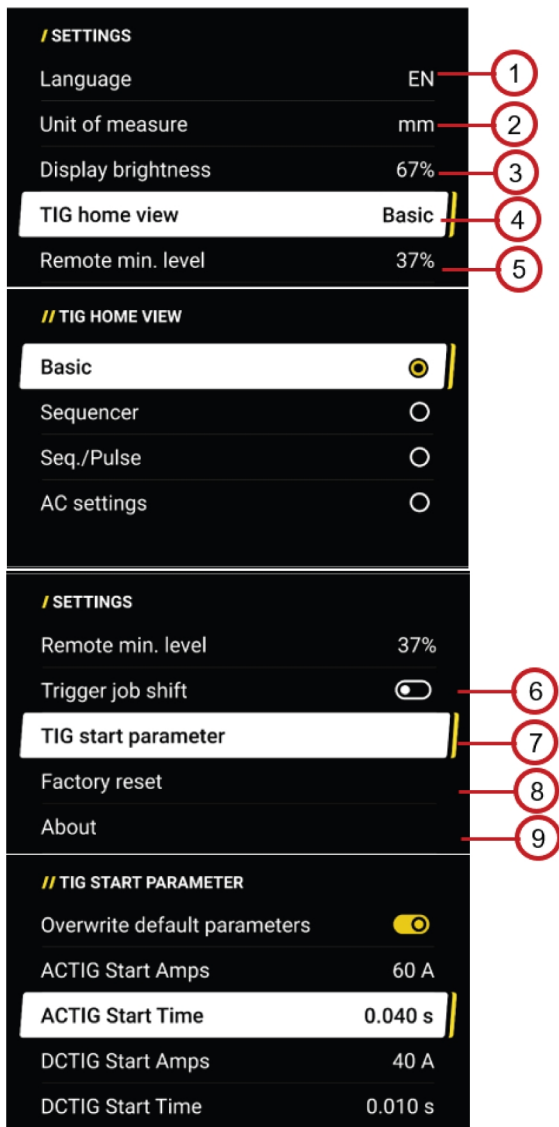 / SETTINGS
Language EN 1
Unit of measure mm 2
Display brightness 67% 3
TIG home view Basic 4
Remote min. level 37% 5
// TIG HOME VIEW
Basic
Sequencer
Seq./Pulse
AC settings
/ SETTINGS
Remote min. level 37%
Trigger job shift 6
TIG start parameter 7
Factory reset 8
About 9
// TIG START PARAMETER
Overwrite default parameters
ACTIG Start Amps 60 A
ACTIG Start Time 0.040 s
DCTIG Start Amps 40 A
DCTIG Start Time 0.010 s